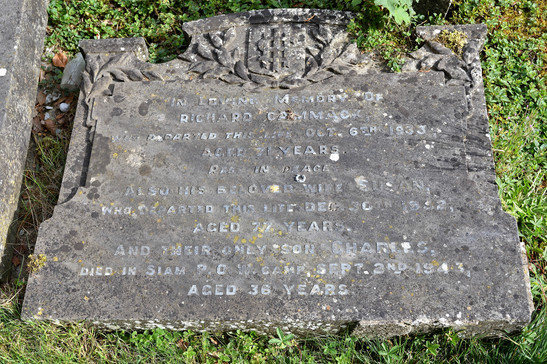 IN LOVING MEMORY OF
RICHARD CAMMACK
WHO DEPARTED THIS LIFE OCT. 6TH 1933.
AGED YEARS.
REST IN PEACE
ALSO HIS BELOVED WIFE SUSAN.
WHO DEPARTED THIS LIFE
AGED 77 YEARS.
AND THEIR ONLY SON CHARLES.
DIED IN SIAM P.O.W. CAMP, SEPT. 2ND 1943,
AGED 36 YEARS.